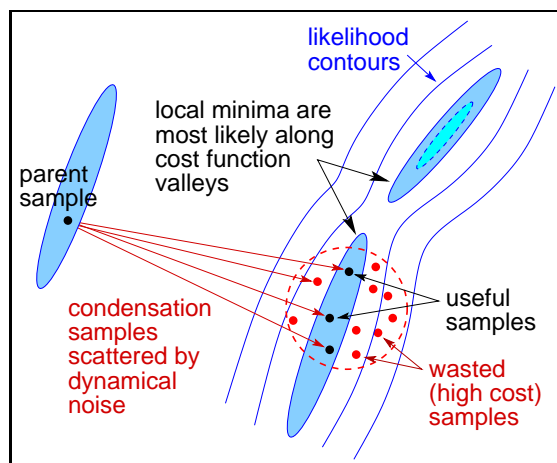 likelihood
contours
local minima are
most likely along
cost function
valleys
parent
sample
condensation
samples
scattered by
dynamical
noise
useful
samples
wasted
(high cost)
samples